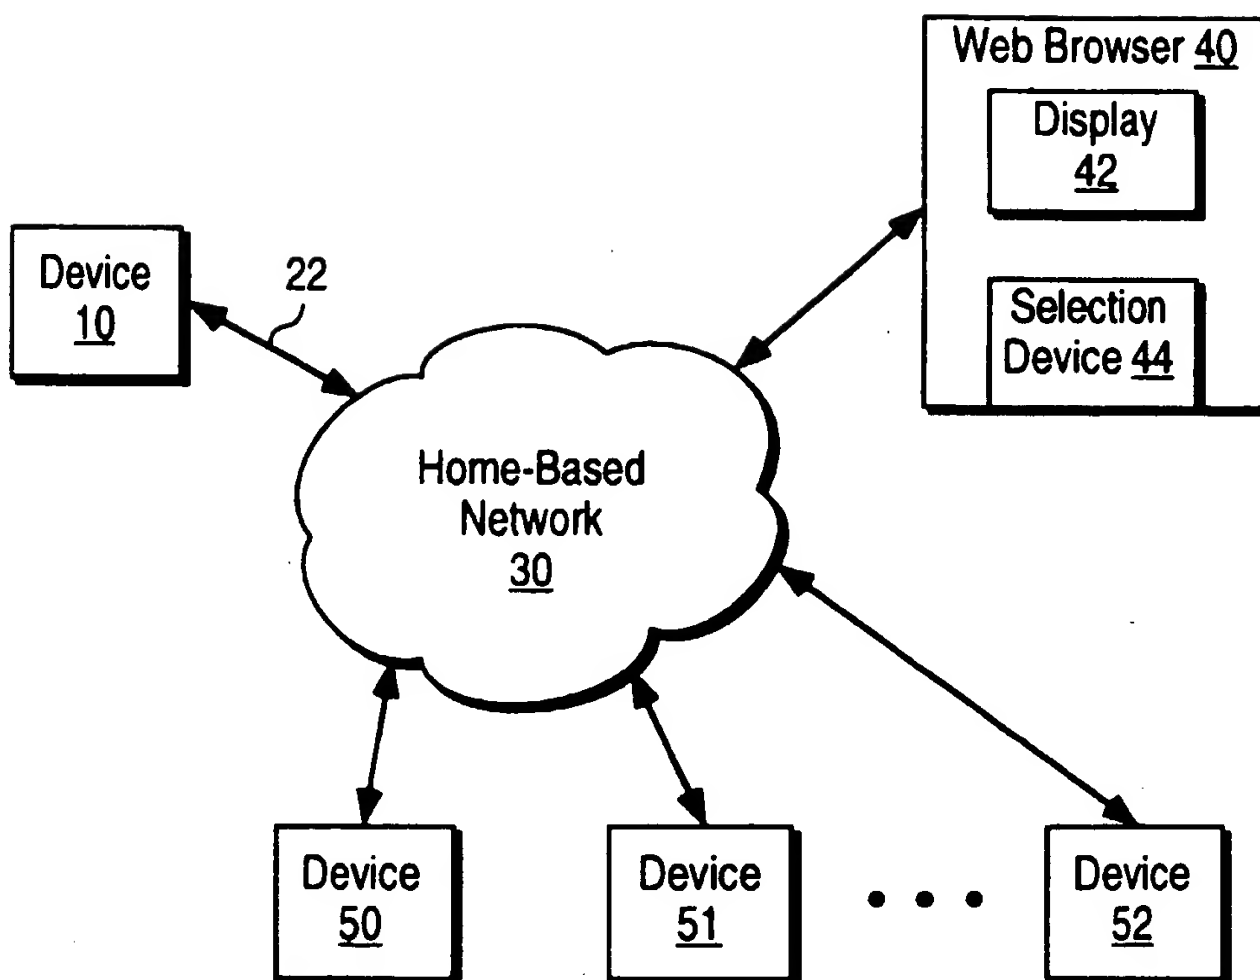 Web Browser 40
Display
42
Selection
Device 44
Device
10
22
Home-Based
Network
30
Device
50
Device
51
Device
52